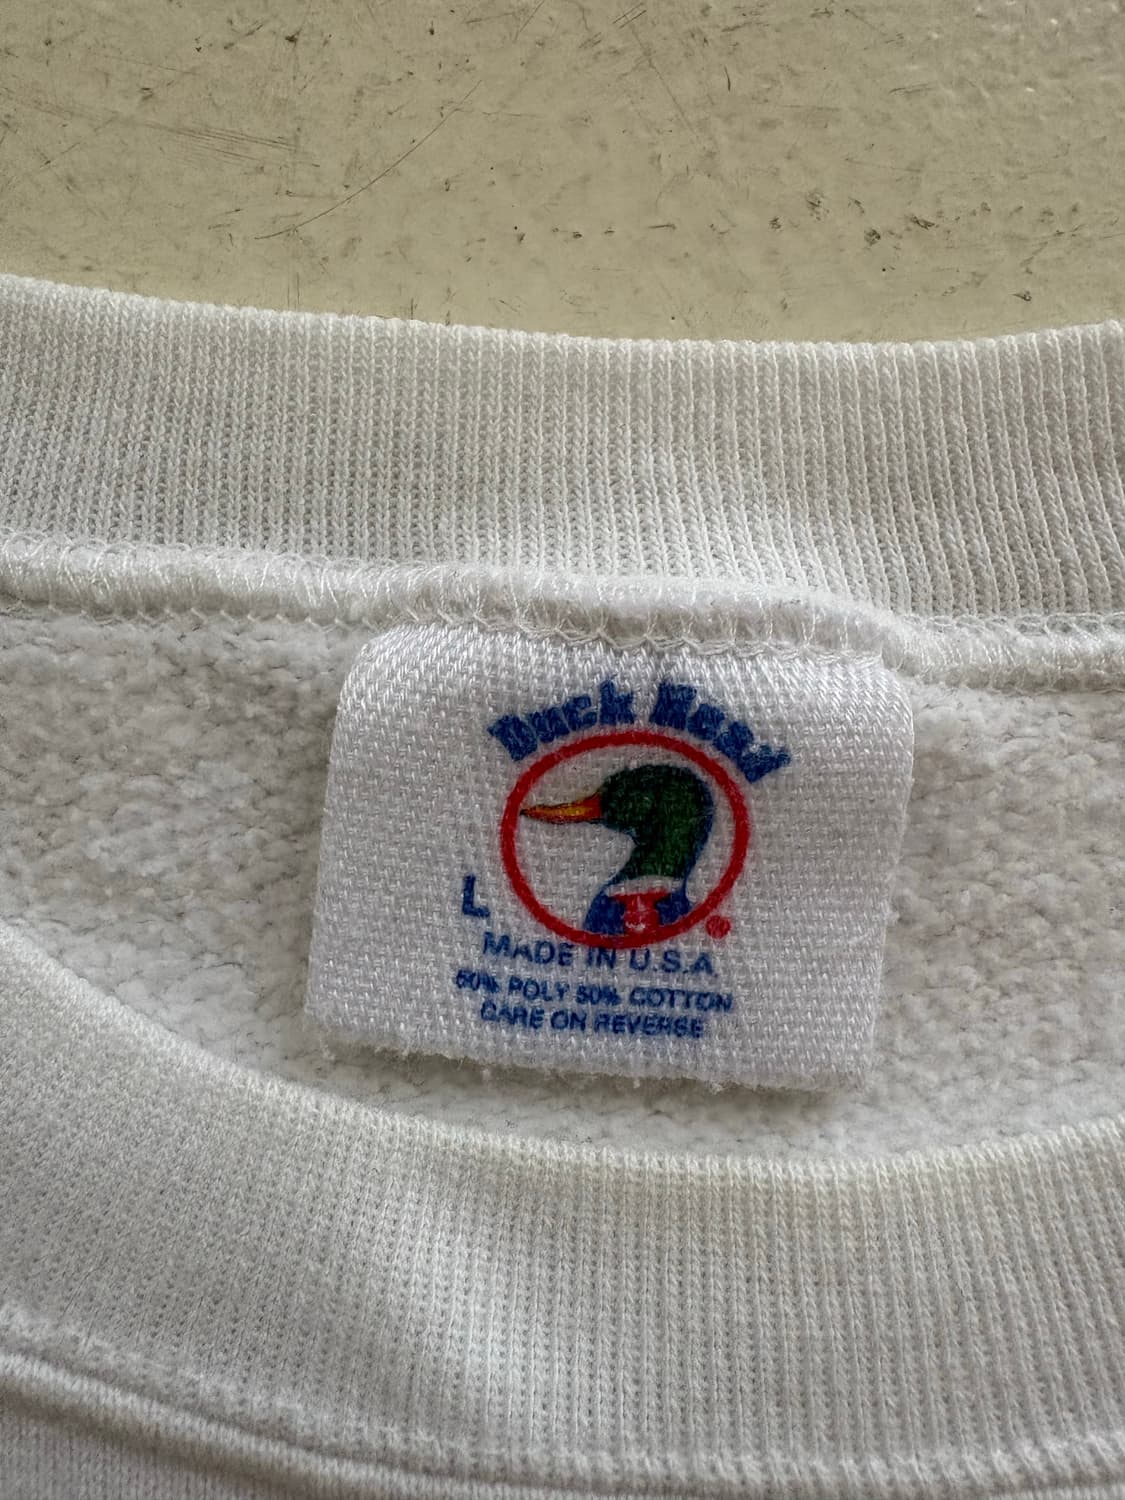 Duck Head
L
®
MADE IN U.S.A.
50% POLY 50% COTTON
CARE ON REVERSE